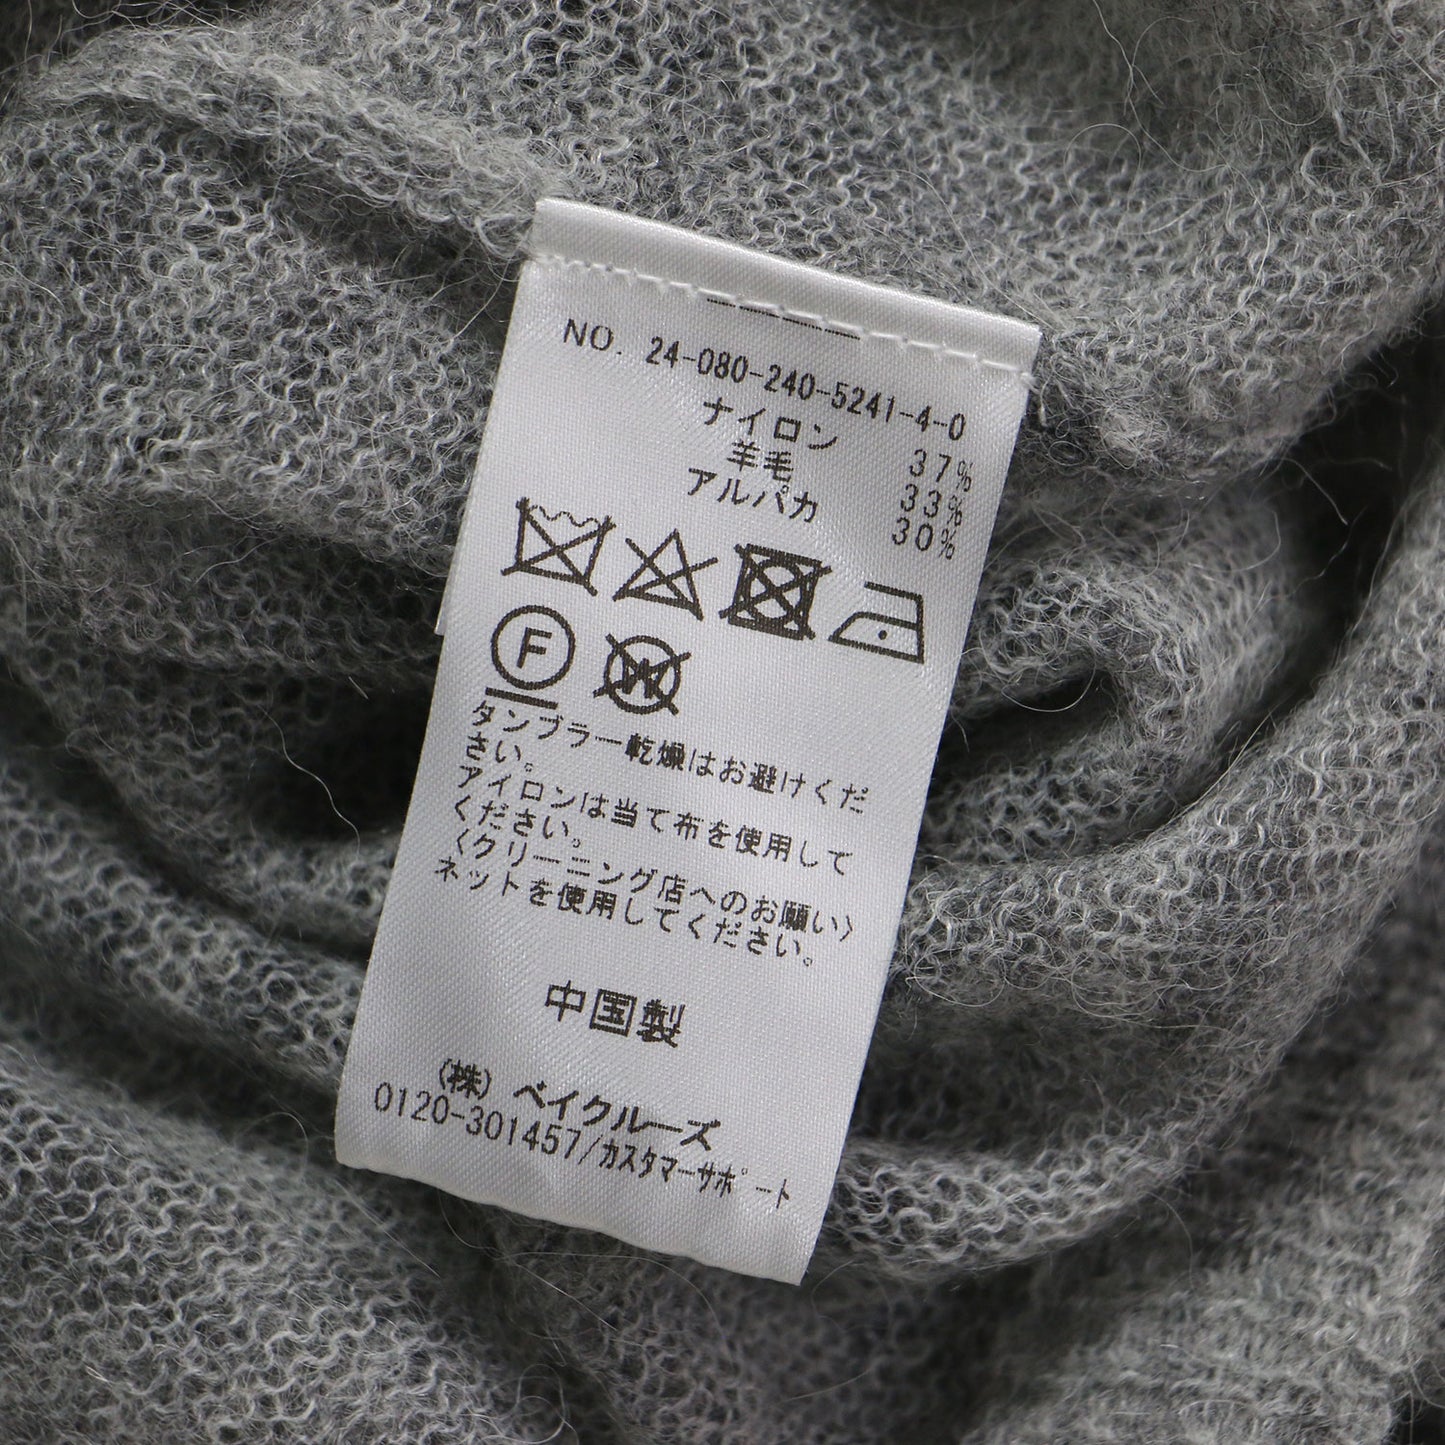 NO. 24-080-240-5241-4-0
ナイロン 37%
羊毛 33%
アルパカ 30%
F W
タンブラー乾燥はお避けくだ
さい。
アイロンは当て布を使用して
ください。
〈クリーニング店へのお願い〉
ネットを使用してください。
中国製
(株) ベイクルーズ
0120-301457/カスタマーサポート